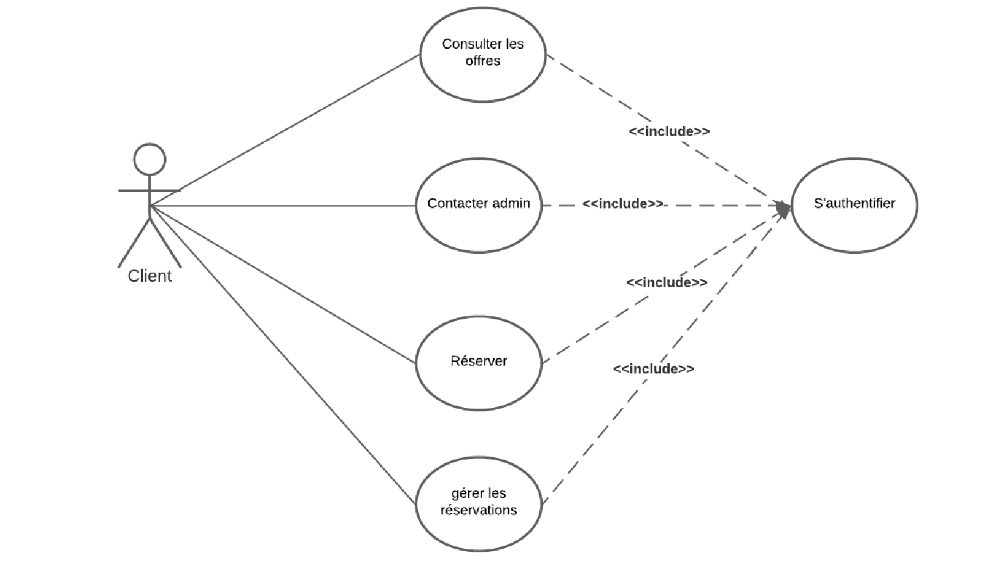 Consulter les
offres
<<include>>
Contacter admin
<<include>>
S'authentifier
Client
<<include>>
Réserver
<<include>>
gérer les
réservations